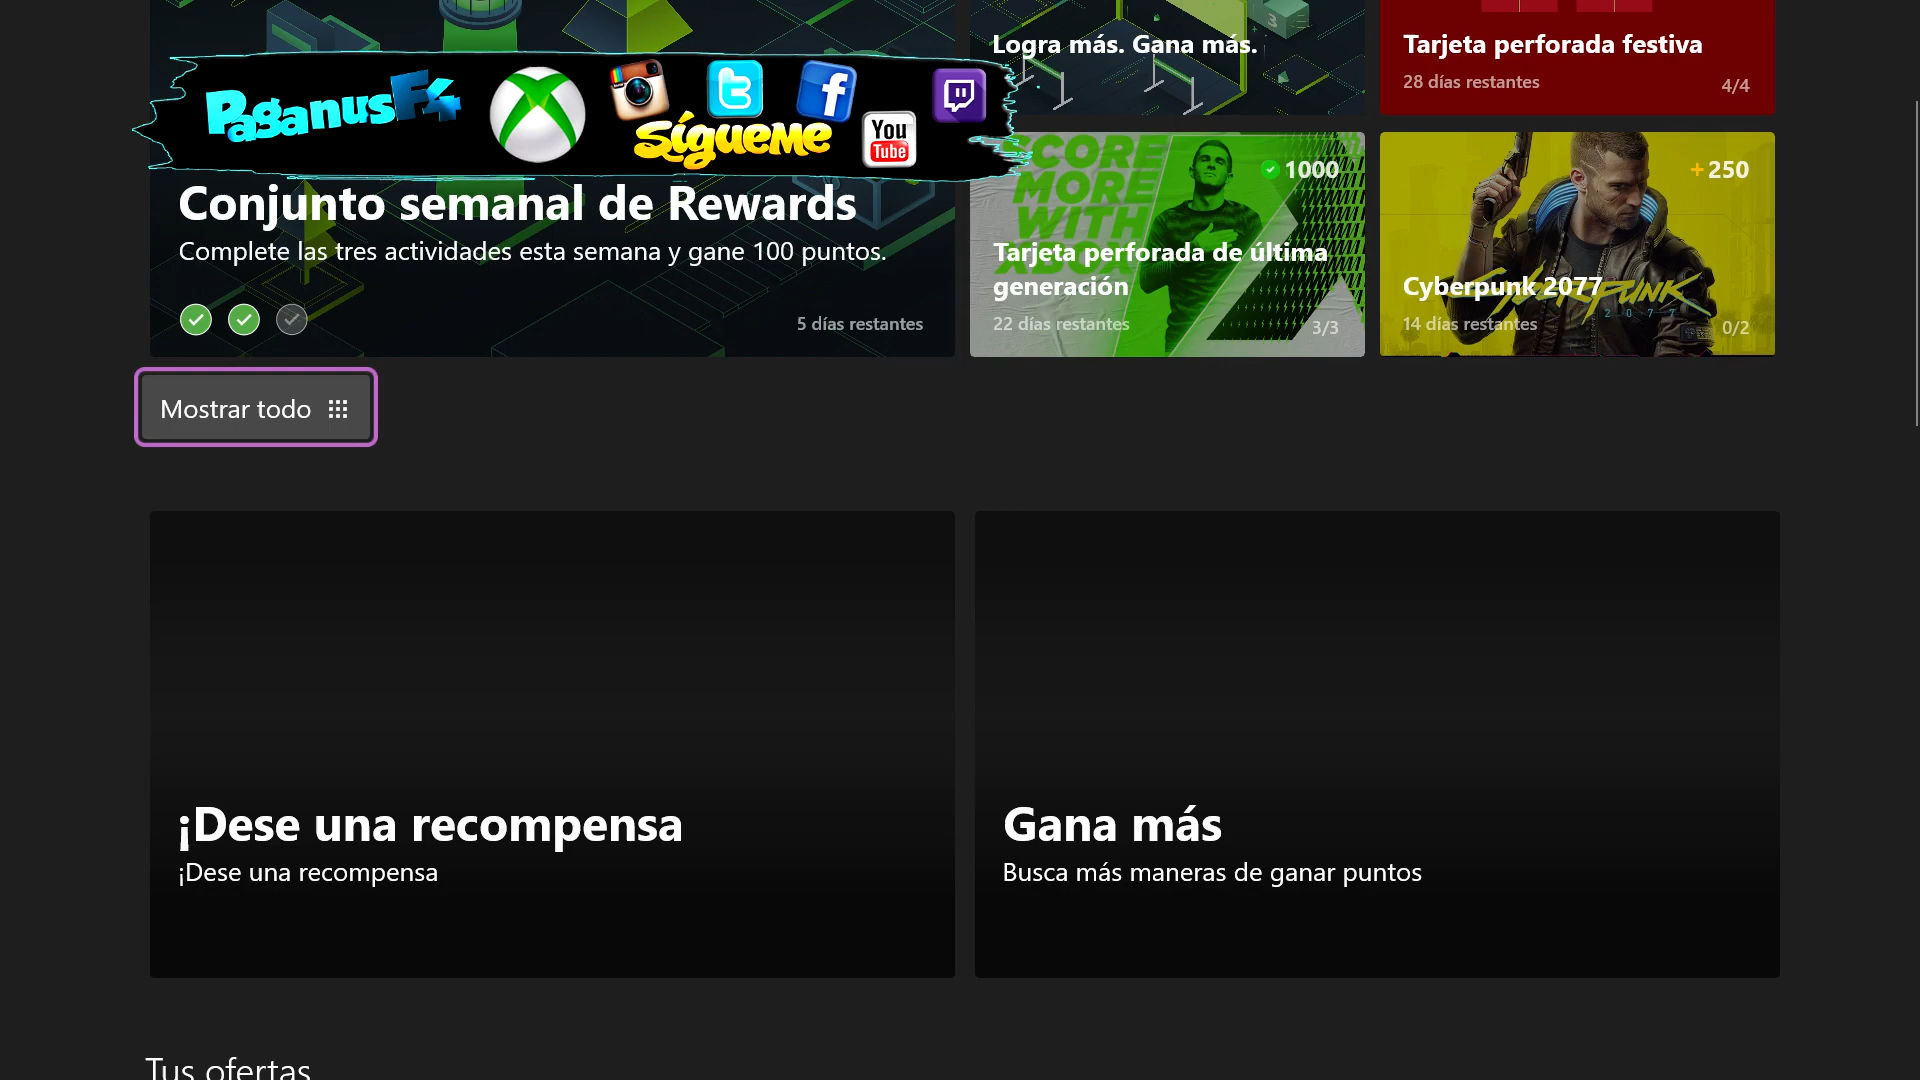 Logra más. Gana más.
Tarjeta perforada festiva
28 días restantes
4/4
PaganusF4
Sígueme
You
Tube
Conjunto semanal de Rewards
Complete las tres actividades esta semana y gane 100 puntos.
5 días restantes
SCORE
MORE
WITH
XBOX
1000
Tarjeta perforada de última
generación
22 días restantes
3/3
+250
CYBERPUNK
2077
Cyberpunk 2077
14 días restantes
0/2
Mostrar todo
¡Dese una recompensa
¡Dese una recompensa
Gana más
Busca más maneras de ganar puntos
Tus ofertas